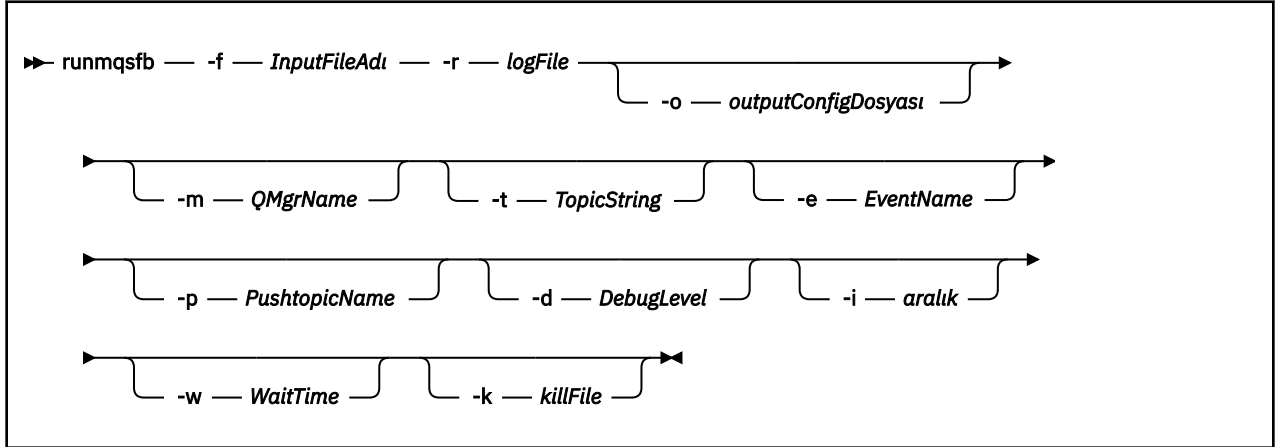 runmqsfb -f InputFileAdı -r logFile
-o outputConfigDosyası
-m QMgrName -t TopicString -e EventName
-p PushtopicName -d DebugLevel -i aralık
-w WaitTime -k killFile